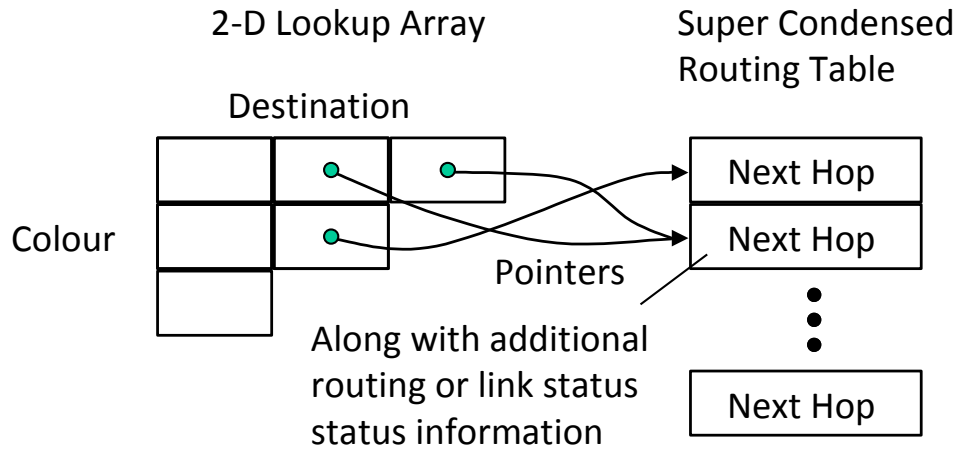 2-D Lookup Array
Super Condensed
Routing Table
Destination
Next Hop
Colour
Next Hop
Pointers
Along with additional
routing or link status
status information
Next Hop